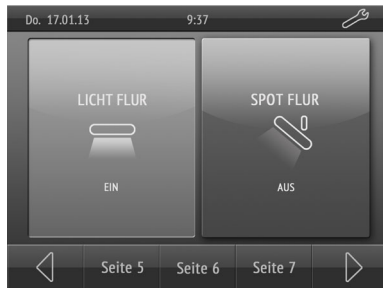 Do. 17.01.13 9:37
LICHT FLUR
SPOT FLUR
EIN
AUS
Seite 5 Seite 6 Seite 7